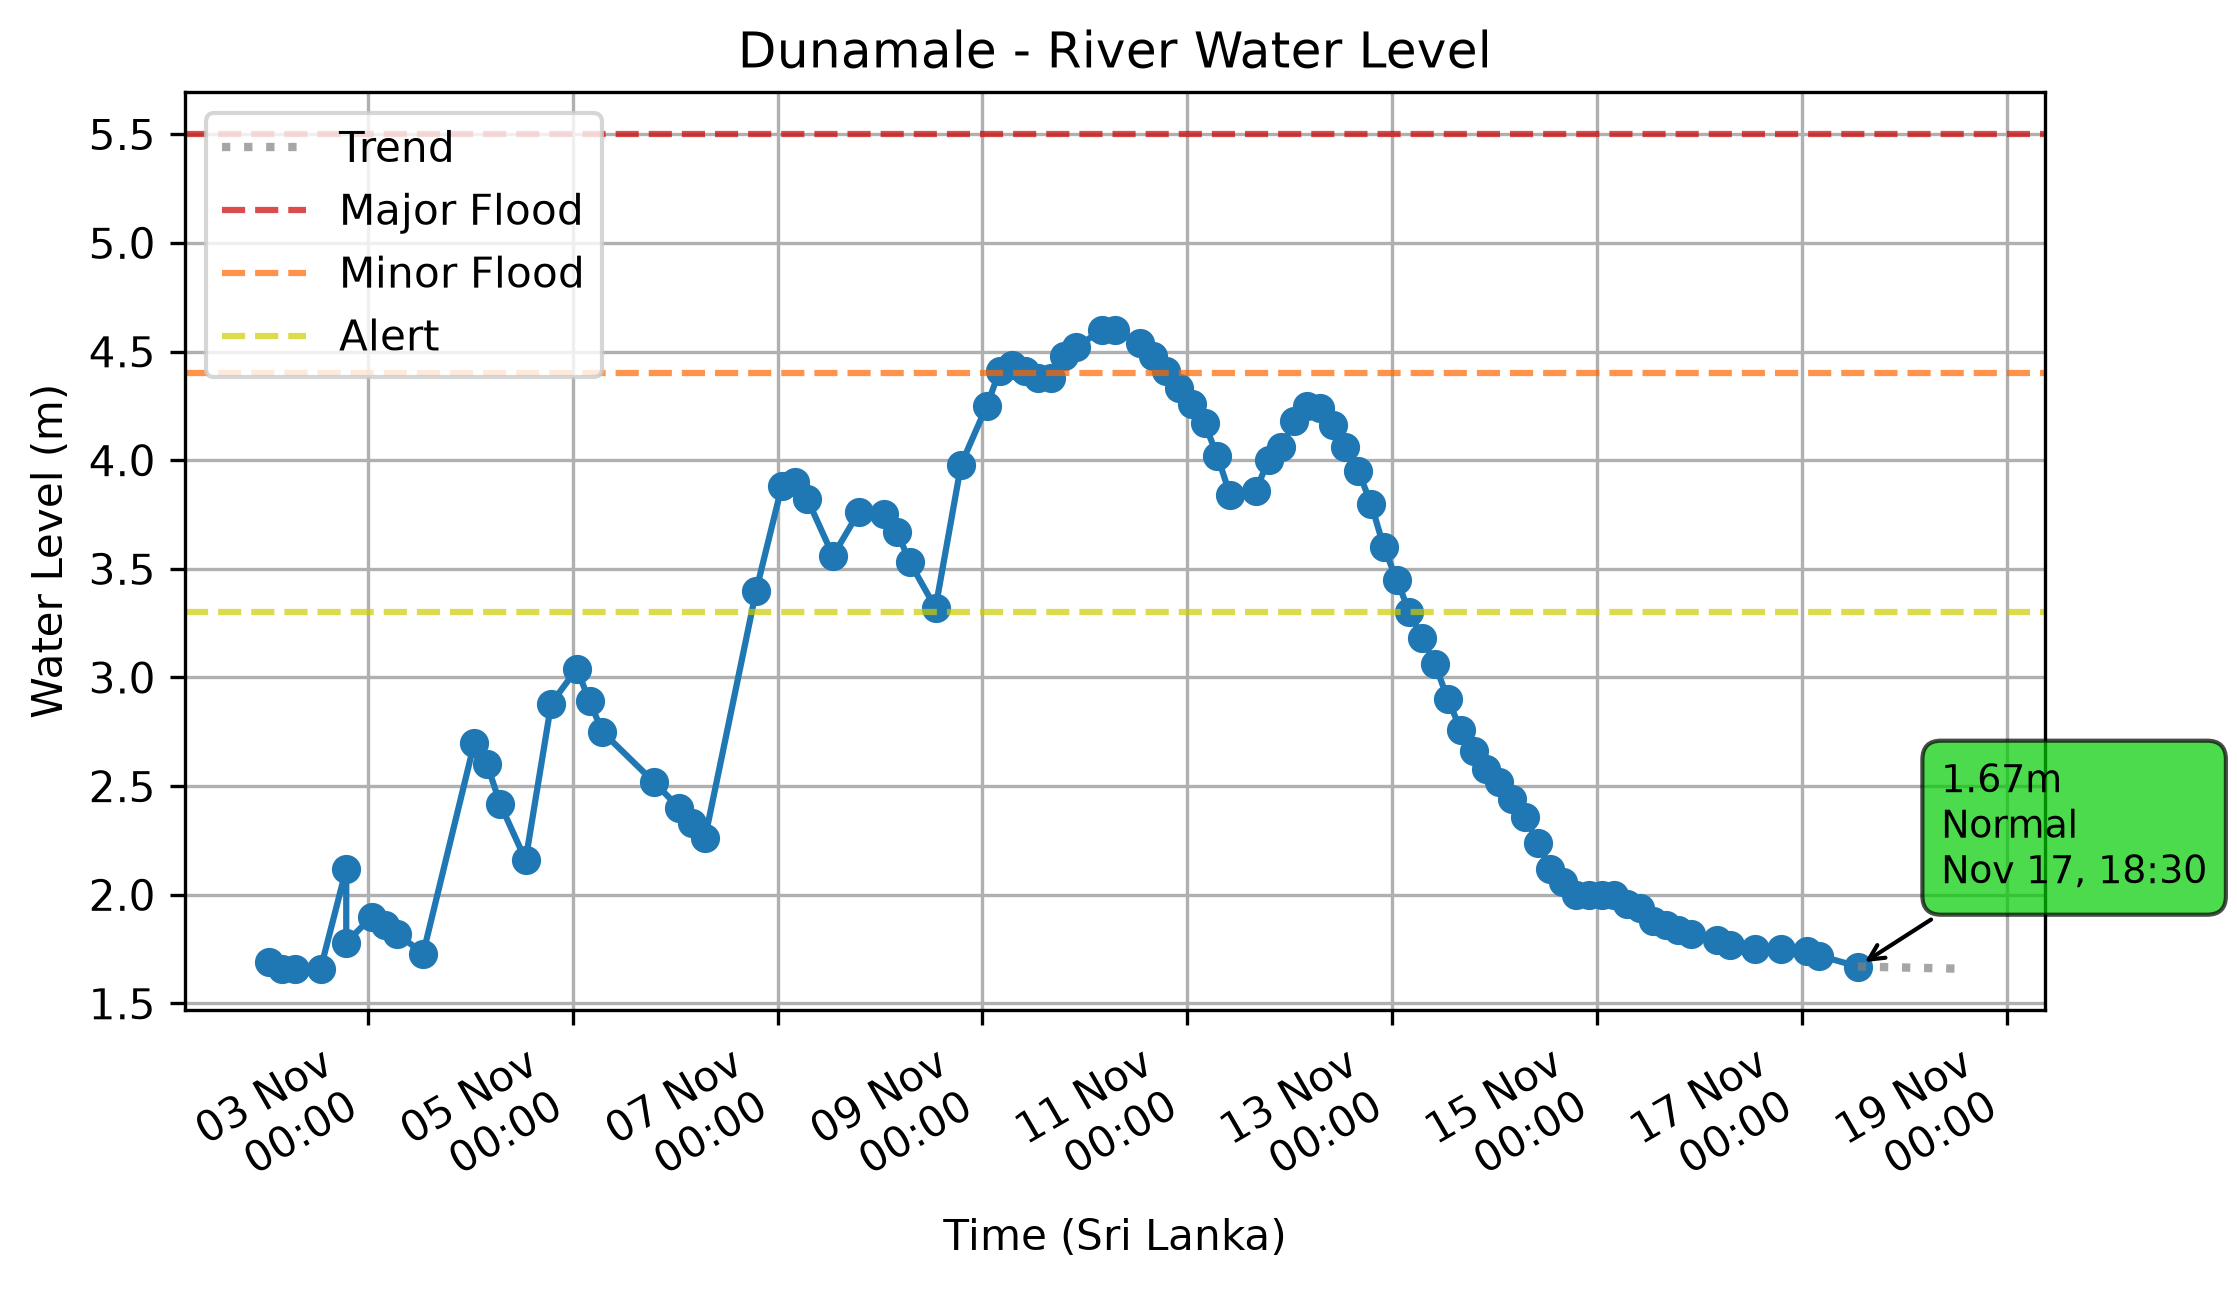 Dunamale - River Water Level
Trend
Major Flood
Minor Flood
Alert
5.5
5.0
4.5
4.0
3.5
3.0
2.5
2.0
1.5
Water Level (m)
1.67m
Normal
Nov 17, 18:30
03 Nov
00:00
05 Nov
00:00
07 Nov
00:00
09 Nov
00:00
11 Nov
00:00
13 Nov
00:00
15 Nov
00:00
17 Nov
00:00
19 Nov
00:00
Time (Sri Lanka)